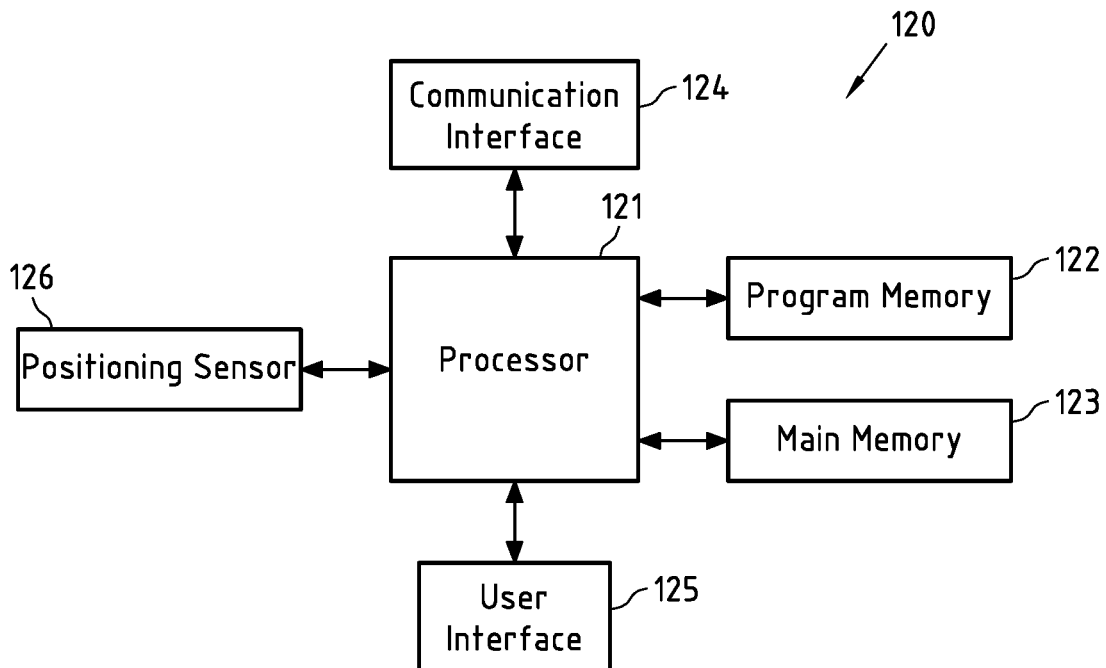 120
Communication
Interface
124
121
126
Processor
Program Memory
122
Positioning Sensor
Main Memory
123
User
Interface
125